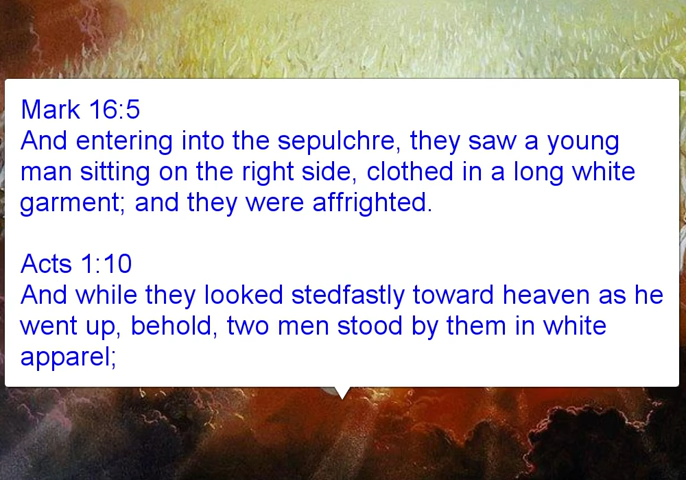 Mark 16:5
And entering into the sepulchre, they saw a young
man sitting on the right side, clothed in a long white
garment; and they were affrighted.
Acts 1:10
And while they looked stedfastly toward heaven as he
went up, behold, two men stood by them in white
apparel;